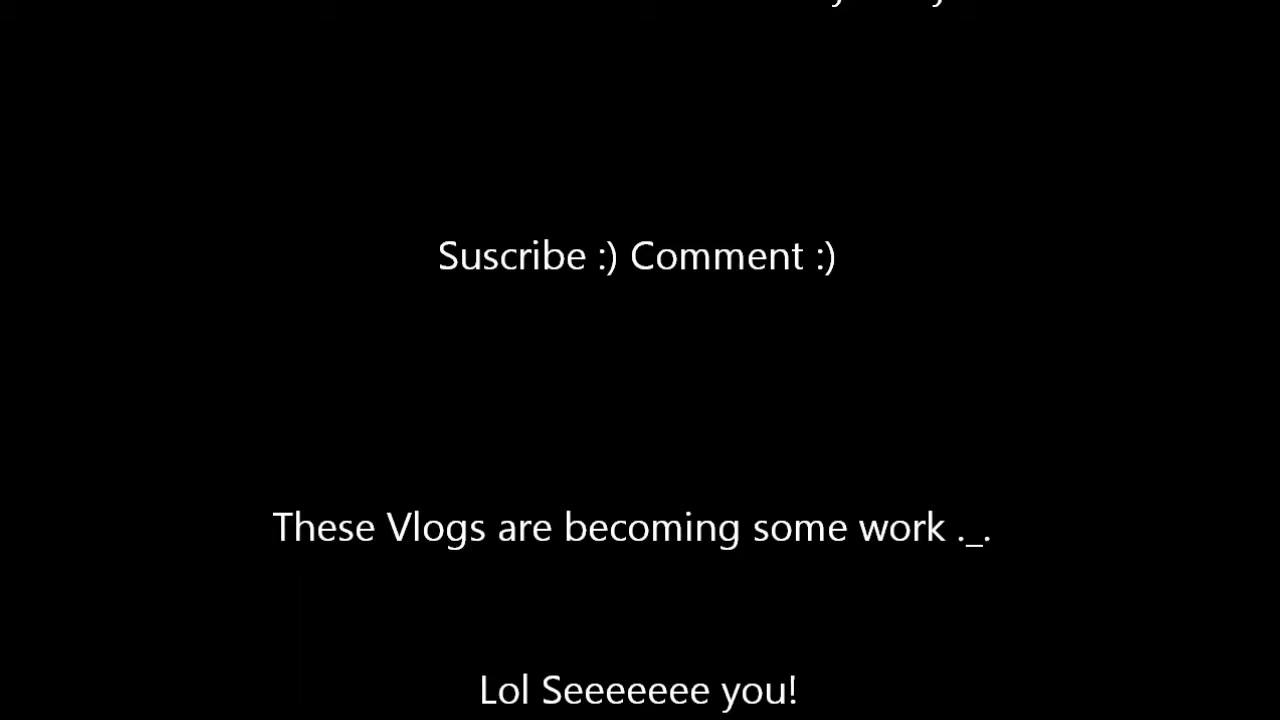 Suscribe :) Comment :)
These Vlogs are becoming some work ._.
Lol Seeeeeee you!